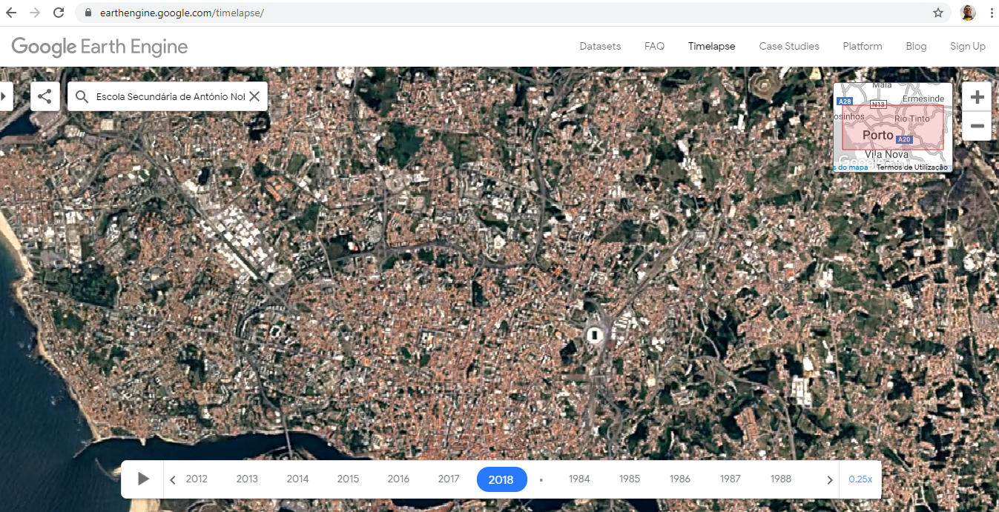 earthengine.google.com/timelapse/
Google Earth Engine
Datasets FAQ Timelapse Case Studies Platform Blog Sign Up
Escola Secundária de António Nob
Maia
A28 N13 Ermesinde
osinhos Rio Tinto
Porto A20
Vila Nova
Google
s do mapa Termos de Utilização
2012 2013 2014 2015 2016 2017 2018 1984 1985 1986 1987 1988 0.25x